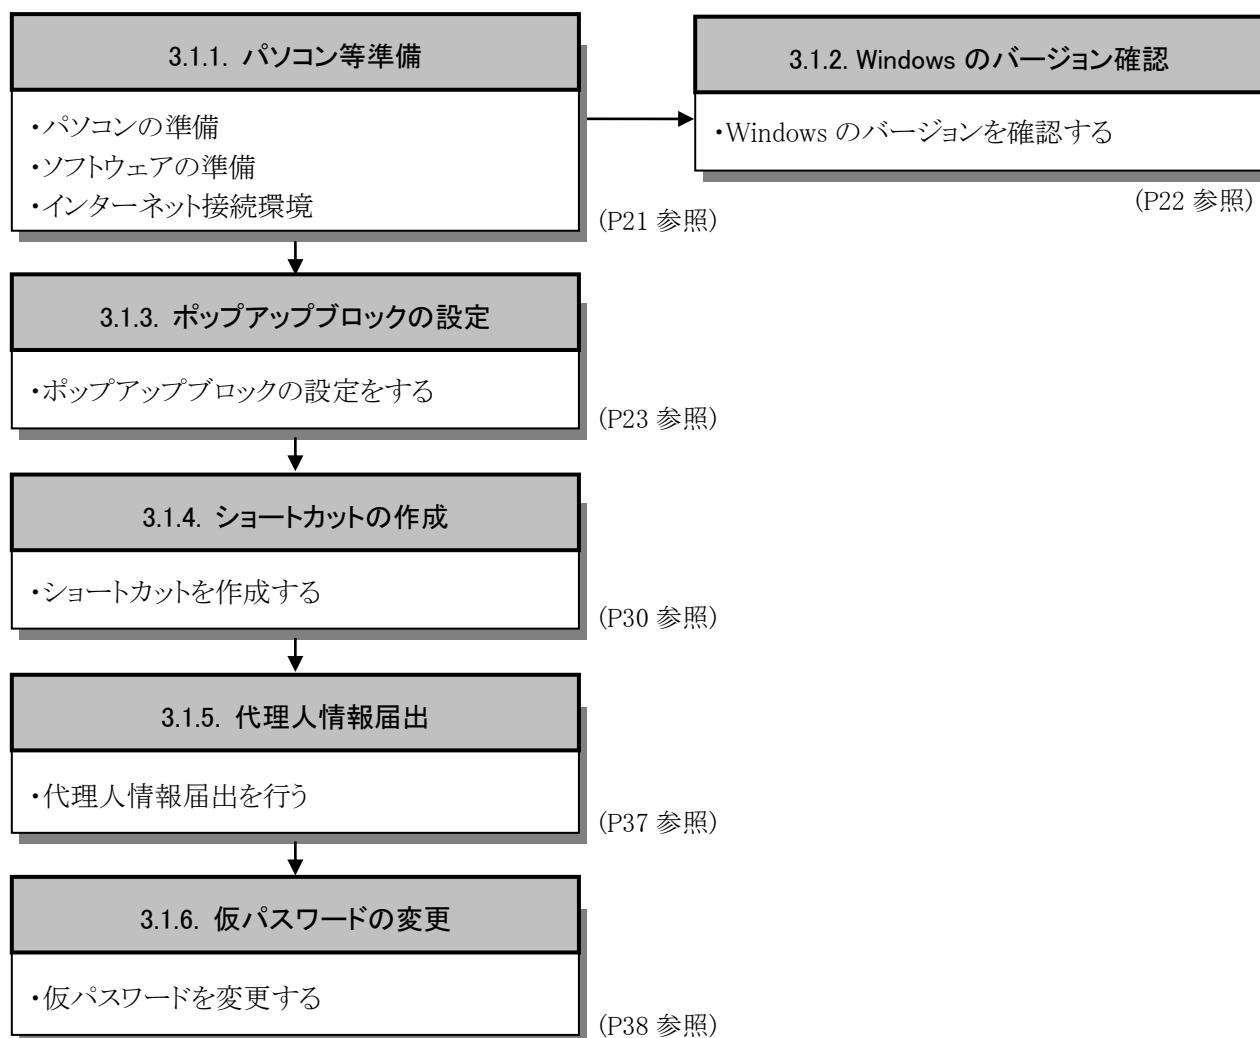 3.1.1. パソコン等準備
・パソコンの準備
・ソフトウェアの準備
・インターネット接続環境
(P21 参照)
3.1.2. Windows のバージョン確認
・Windows のバージョンを確認する
(P22 参照)
3.1.3. ポップアップブロックの設定
・ポップアップブロックの設定をする
(P23 参照)
3.1.4. ショートカットの作成
・ショートカットを作成する
(P30 参照)
3.1.5. 代理人情報届出
・代理人情報届出を行う
(P37 参照)
3.1.6. 仮パスワードの変更
・仮パスワードを変更する
(P38 参照)